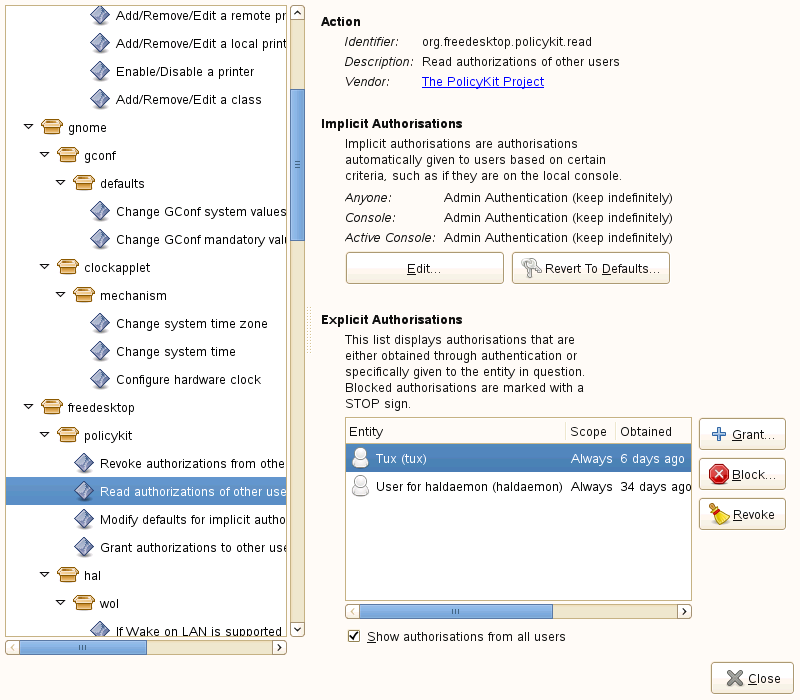 Add/Remove/Edit a remote pr
Add/Remove/Edit a local print
Enable/Disable a printer
Add/Remove/Edit a class
gnome
gconf
defaults
Change GConf system values
Change GConf mandatory valu
clockapplet
mechanism
Change system time zone
Change system time
Configure hardware clock
freedesktop
policykit
Revoke authorizations from othe
Read authorizations of other use
Modify defaults for implicit autho
Grant authorizations to other use
hal
wol
If Wake on LAN is supported
Action
Identifier: org.freedesktop.policykit.read
Description: Read authorizations of other users
Vendor: The PolicyKit Project
Implicit Authorisations
Implicit authorisations are authorisations
automatically given to users based on certain
criteria, such as if they are on the local console.
Anyone: Admin Authentication (keep indefinitely)
Console: Admin Authentication (keep indefinitely)
Active Console: Admin Authentication (keep indefinitely)
Edit... Revert To Defaults...
Explicit Authorisations
This list displays authorisations that are
either obtained through authentication or
specifically given to the entity in question.
Blocked authorisations are marked with a
STOP sign.
Entity Scope Obtained
Tux (tux) Always 6 days ago
User for haldaemon (haldaemon) Always 34 days ago
Grant...
Block...
Revoke
Show authorisations from all users
Close